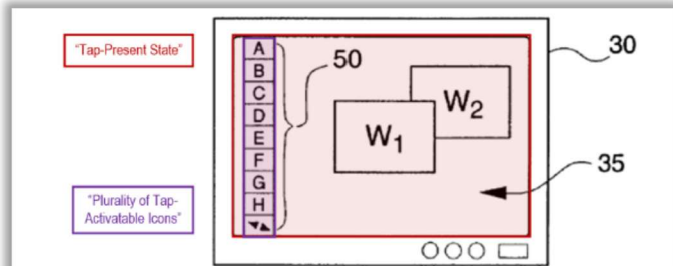 "Tap-Present State"
A
B
C
D
E
F
G
H
50
W1
W2
30
35
"Plurality of Tap-
Activatable Icons"